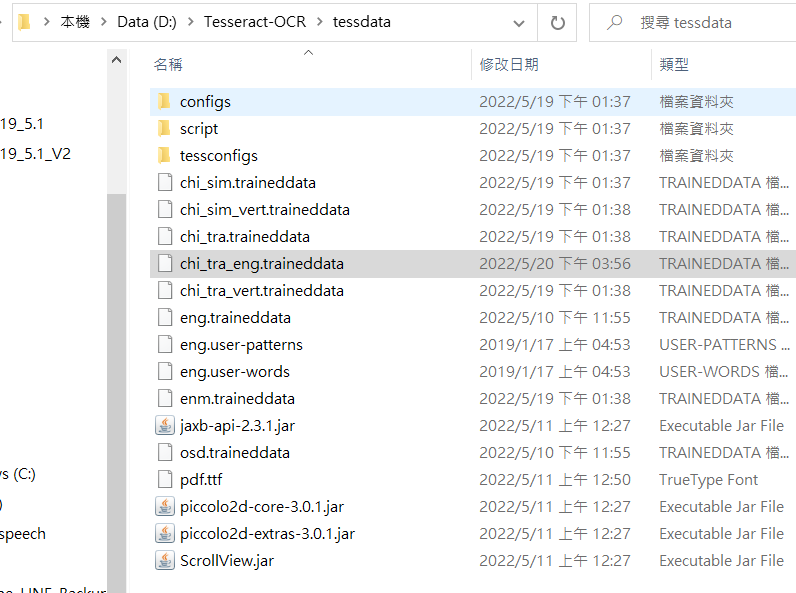 本機 > Data (D:) > Tesseract-OCR > tessdata
搜尋 tessdata
名稱 修改日期 類型
configs 2022/5/19 下午 01:37 檔案資料夾
script 2022/5/19 下午 01:37 檔案資料夾
tessconfigs 2022/5/19 下午 01:37 檔案資料夾
chi_sim.traineddata 2022/5/19 下午 01:37 TRAINEDDATA 檔...
chi_sim_vert.traineddata 2022/5/19 下午 01:38 TRAINEDDATA 檔...
chi_tra.traineddata 2022/5/19 下午 01:38 TRAINEDDATA 檔...
chi_tra_eng.traineddata 2022/5/20 下午 03:56 TRAINEDDATA 檔...
chi_tra_vert.traineddata 2022/5/19 下午 01:38 TRAINEDDATA 檔...
eng.traineddata 2022/5/10 下午 11:55 TRAINEDDATA 檔...
eng.user-patterns 2019/1/17 上午 04:53 USER-PATTERNS ...
eng.user-words 2019/1/17 上午 04:53 USER-WORDS 檔...
enm.traineddata 2022/5/19 下午 01:38 TRAINEDDATA 檔...
jaxb-api-2.3.1.jar 2022/5/11 上午 12:27 Executable Jar File
osd.traineddata 2022/5/10 下午 11:55 TRAINEDDATA 檔...
pdf.ttf 2022/5/11 上午 12:50 TrueType Font
piccolo2d-core-3.0.1.jar 2022/5/11 上午 12:27 Executable Jar File
piccolo2d-extras-3.0.1.jar 2022/5/11 上午 12:27 Executable Jar File
ScrollView.jar 2022/5/11 上午 12:27 Executable Jar File
19_5.1
19_5.1_V2
s (C:)
)
speech